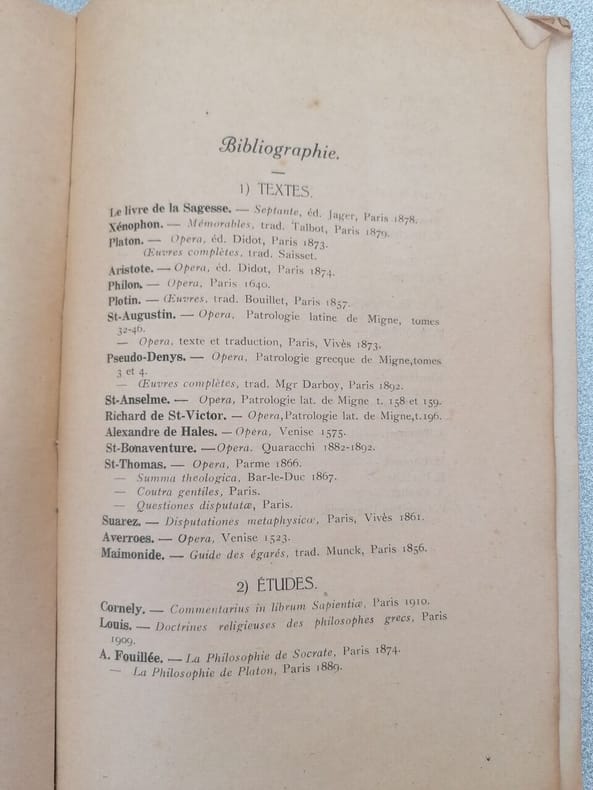 Bibliographie.
—
1) TEXTES.
Le livre de la Sagesse. — Septante, éd. Jager, Paris 1878.
Xénophon. — Mémorables, trad. Talbot, Paris 1879.
Platon. — Opera, éd. Didot, Paris 1873.
Œuvres complètes, trad. Saisset.
Aristote. — Opera, éd. Didot, Paris 1874.
Philon. — Opera, Paris 1640.
Plotin. — Œuvres, trad. Bouillet, Paris 1857.
St-Augustin. — Opera, Patrologie latine de Migne, tomes
32-46.
— Opera, texte et traduction, Paris, Vivès 1873.
Pseudo-Denys. — Opera, Patrologie grecque de Migne, tomes
3 et 4.
— Œuvres complètes, trad. Mgr Darboy, Paris 1892.
St-Anselme. — Opera, Patrologie lat. de Migne t. 158 et 159.
Richard de St-Victor. — Opera, Patrologie lat. de Migne, t. 196.
Alexandre de Hales. — Opera, Venise 1575.
St-Bonaventure. — Opera. Quaracchi 1882-1892.
St-Thomas. — Opera, Parme 1866.
— Summa theologica, Bar-le-Duc 1867.
— Coutra gentiles, Paris.
— Questiones disputatæ, Paris.
Suarez. — Disputationes metaphysicæ, Paris, Vivès 1861.
Averroes. — Opera, Venise 1523.
Maimonide. — Guide des égarés, trad. Munck, Paris 1856.
2) ÉTUDES.
Cornely. — Commentarius in librum Sapientiæ, Paris 1910.
Louis. — Doctrines religieuses des philosophes grecs, Paris
1909.
A. Fouillée. — La Philosophie de Socrate, Paris 1874.
— La Philosophie de Platon, Paris 1889.